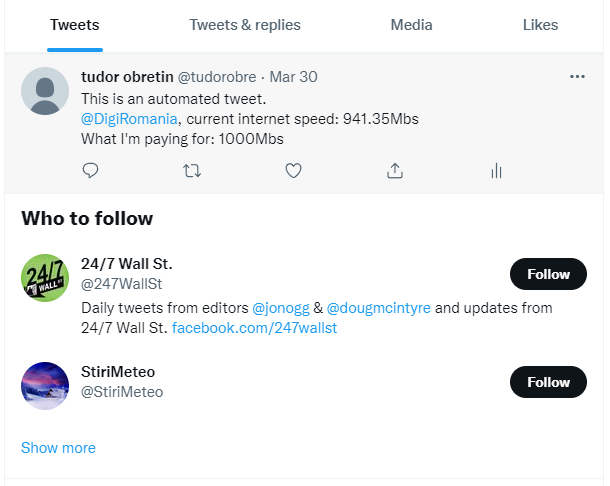 Tweets Tweets & replies Media Likes
tudor obretin @tudorobre · Mar 30
This is an automated tweet.
@DigiRomania, current internet speed: 941.35Mbs
What I'm paying for: 1000Mbs
Who to follow
24/7
WALL ST
24/7 Wall St.
@247WallSt
Follow
Daily tweets from editors @jonogg & @dougmcintyre and updates from
24/7 Wall St. facebook.com/247wallst
StiriMeteo
@StiriMeteo
Follow
Show more